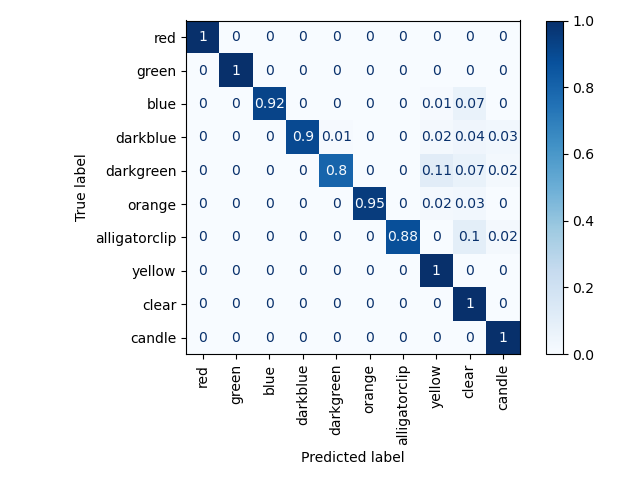 red 1 0 0 0 0 0 0 0 0 0
green 0 1 0 0 0 0 0 0 0 0
blue 0 0 0.92 0 0 0 0 0.01 0.07 0
darkblue 0 0 0 0.9 0.01 0 0 0.02 0.04 0.03
darkgreen 0 0 0 0 0.8 0 0 0.11 0.07 0.02
orange 0 0 0 0 0 0.95 0 0.02 0.03 0
alligatorclip 0 0 0 0 0 0 0.88 0 0.1 0.02
yellow 0 0 0 0 0 0 0 1 0 0
clear 0 0 0 0 0 0 0 0 1 0
candle 0 0 0 0 0 0 0 0 0 1
True label
red green blue darkblue darkgreen orange alligatorclip yellow clear candle
Predicted label
1.0
0.8
0.6
0.4
0.2
0.0